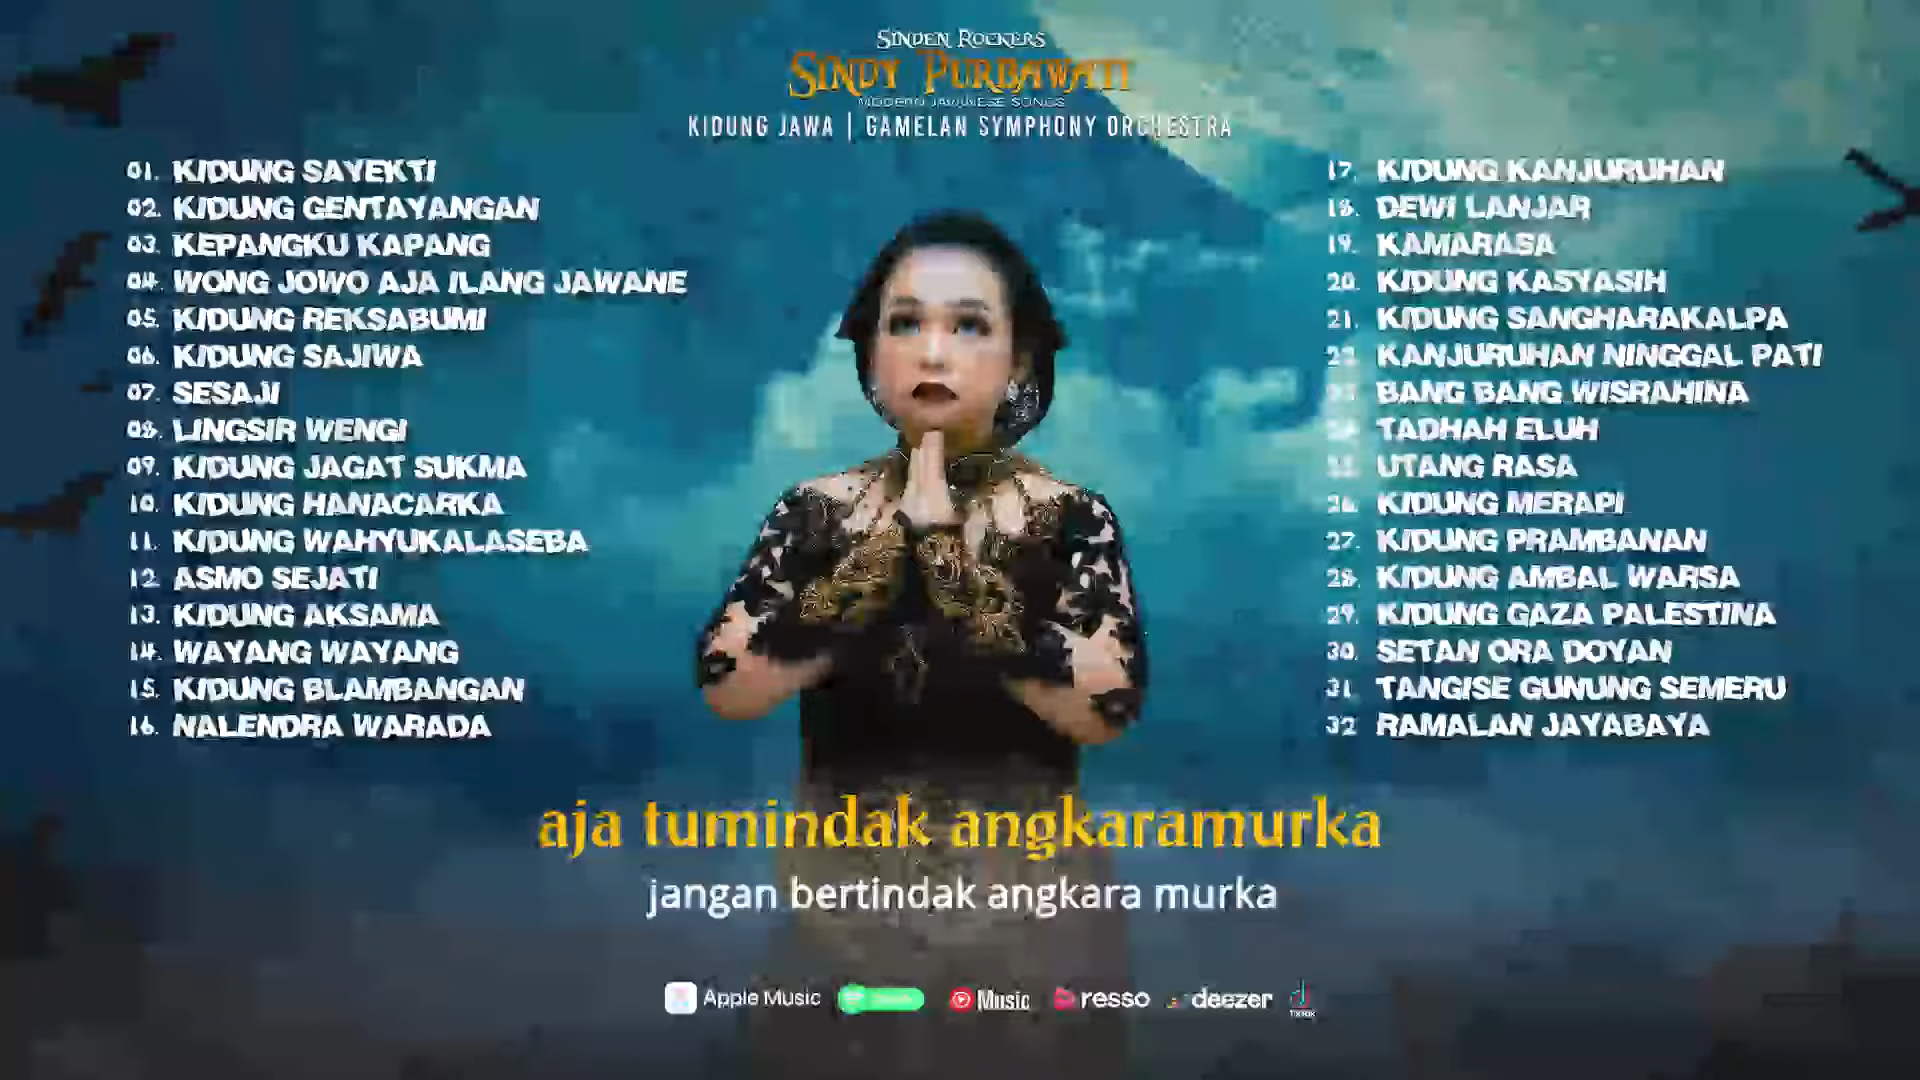 SINDEN ROCKERS
SINDY PURBAWATI
MODERN JAWANESE SONGS
KIDUNG JAWA | GAMELAN SYMPHONY ORCHESTRA
01. KIDUNG SAYEKTI
02. KIDUNG GENTAYANGAN
03. KEPANGKU KAPANG
04. WONG JOWO AJA ILANG JAWANE
05. KIDUNG REKSABUMI
06. KIDUNG SAJIWA
07. SESAJI
08. LINGSIR WENGI
09. KIDUNG JAGAT SUKMA
10. KIDUNG HANACARKA
11. KIDUNG WAHYUKALASEBA
12 ASMO SEJATI
13. KIDUNG AKSAMA
14. WAYANG WAYANG
15. KIDUNG BLAMBANGAN
16. NALENDRA WARADA
17. KIDUNG KANJURUHAN
18. DEWI LANJAR
19. KAMARASA
20. KIDUNG KASYASIH
21. KIDUNG SANGHARAKALPA
22. KANJURUHAN NINGGAL PATI
BANG BANG WISRAHINA
TADHAH ELUH
UTANG RASA
26. KIDUNG MERAPI
27. KIDUNG PRAMBANAN
28. KIDUNG AMBAL WARSA
29. KIDUNG GAZA PALESTINA
30. SETAN ORA DOYAN
31 TANGISE GUNUNG SEMERU
32 RAMALAN JAYABAYA
aja tumindak angkaramurka
jangan bertindak angkara murka
Apple Music
Music
resso
deezer
TikTok